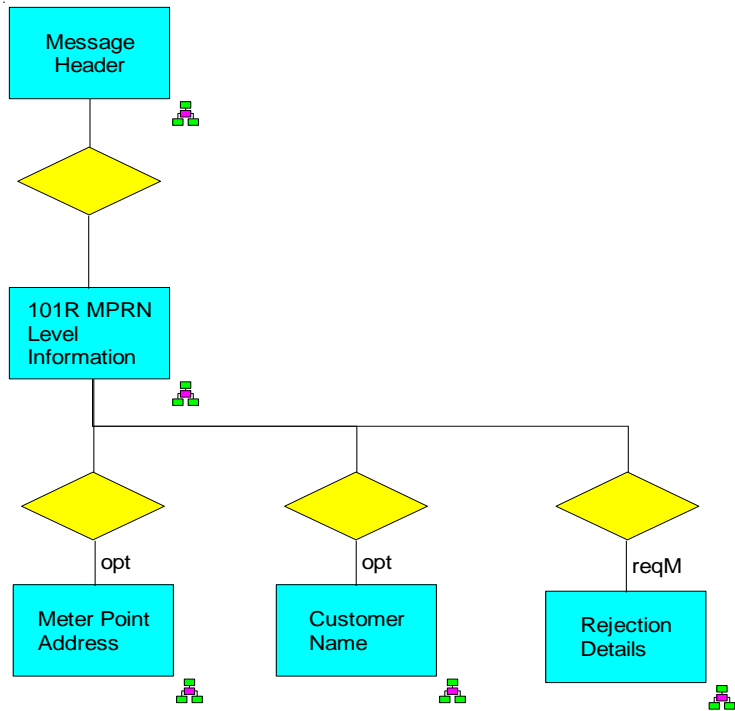 Message
Header
101R MPRN
Level
Information
opt
opt
reqM
Meter Point
Address
Customer
Name
Rejection
Details